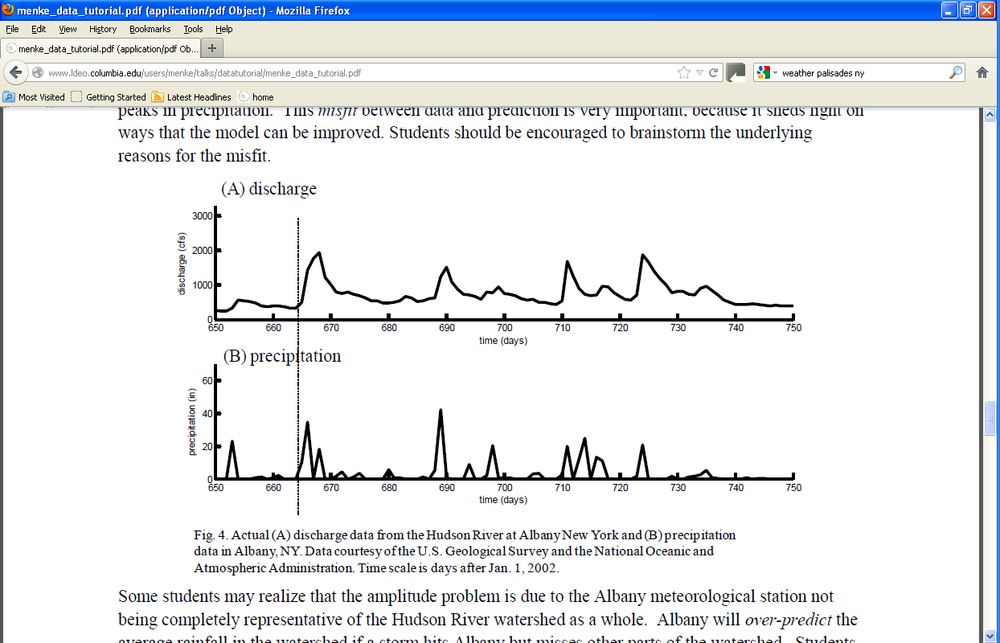 menke_data_tutorial.pdf (application/pdf Object) - Mozilla Firefox
File Edit View History Bookmarks Tools Help
menke_data_tutorial.pdf (application/pdf Ob... +
www.ldeo.columbia.edu/users/menke/talks/datatutorial/menke_data_tutorial.pdf weather palisades ny
Most Visited Getting Started Latest Headlines home
peaks in precipitation. This misfit between data and prediction is very important, because it sheds light on
ways that the model can be improved. Students should be encouraged to brainstorm the underlying
reasons for the misfit.
(A) discharge
3000
2000
1000
0
discharge (cfs)
650 660 670 680 690 700 710 720 730 740 750
time (days)
(B) precipitation
60
40
20
0
precipitation (in)
650 660 670 680 690 700 710 720 730 740 750
time (days)
Fig. 4. Actual (A) discharge data from the Hudson River at Albany New York and (B) precipitation
data in Albany, NY. Data courtesy of the U.S. Geological Survey and the National Oceanic and
Atmospheric Administration. Time scale is days after Jan. 1, 2002.
Some students may realize that the amplitude problem is due to the Albany meteorological station not
being completely representative of the Hudson River watershed as a whole. Albany will over-predict the
average rainfall in the watershed if a storm hits Albany but misses other parts of the watershed. Students